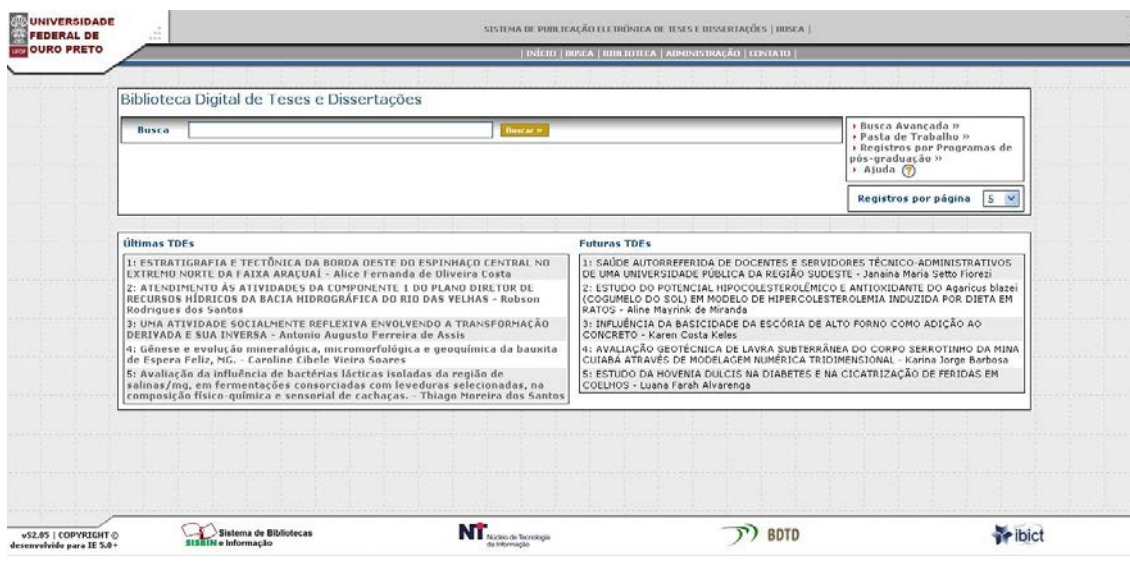 UNIVERSIDADE
FEDERAL DE
OURO PRETO
UFOP
SISTEMA DE PUBLICAÇÃO ELETRÔNICA DE TESES E DISSERTAÇÕES | BUSCA |
| INÍCIO | BUSCA | BIBLIOTECA | ADMINISTRAÇÃO | CONTATO |
Biblioteca Digital de Teses e Dissertações
Busca
Buscar »
Busca Avançada »
Pasta de Trabalho »
Registros por Programas de
pós-graduação »
Ajuda ?
Registros por página 5
Últimas TDEs
1: ESTRATIGRAFIA E TECTÔNICA DA BORDA OESTE DO ESPINHAÇO CENTRAL NO
EXTREMO NORTE DA FAIXA ARAÇUAÍ - Alice Fernanda de Oliveira Costa
2: ATENDIMENTO ÀS ATIVIDADES DA COMPONENTE 1 DO PLANO DIRETOR DE
RECURSOS HÍDRICOS DA BACIA HIDROGRÁFICA DO RIO DAS VELHAS - Robson
Rodrigues dos Santos
3: UMA ATIVIDADE SOCIALMENTE REFLEXIVA ENVOLVENDO A TRANSFORMAÇÃO
DERIVADA E SUA INVERSA - Antonio Augusto Ferreira de Assis
4: Gênese e evolução mineralógica, micromorfológica e geoquímica da bauxita
de Espera Feliz, MG. - Caroline Cibele Vieira Soares
5: Avaliação da influência de bactérias lácticas isoladas da região de
salinas/mg, em fermentações consorciadas com leveduras selecionadas, na
composição físico-química e sensorial de cachaças. - Thiago Moreira dos Santos
Futuras TDEs
1: SAÚDE AUTORREFERIDA DE DOCENTES E SERVIDORES TÉCNICO-ADMINISTRATIVOS
DE UMA UNIVERSIDADE PÚBLICA DA REGIÃO SUDESTE - Janaina Maria Setto Fiorezi
2: ESTUDO DO POTENCIAL HIPOCOLESTEROLÊMICO E ANTIOXIDANTE DO Agaricus blazei
(COGUMELO DO SOL) EM MODELO DE HIPERCOLESTEROLEMIA INDUZIDA POR DIETA EM
RATOS - Aline Mayrink de Miranda
3: INFLUÊNCIA DA BASICIDADE DA ESCÓRIA DE ALTO FORNO COMO ADIÇÃO AO
CONCRETO - Karen Costa Keles
4: AVALIAÇÃO GEOTÉCNICA DE LAVRA SUBTERRÂNEA DO CORPO SERROTINHO DA MINA
CUIABÁ ATRAVÉS DE MODELAGEM NUMÉRICA TRIDIMENSIONAL - Karina Jorge Barbosa
5: ESTUDO DA HOVENIA DULCIS NA DIABETES E NA CICATRIZAÇÃO DE FERIDAS EM
COELHOS - Luana Farah Alvarenga
vS2.05 | COPYRIGHT ©
desenvolvido para IE 5.0+
SISBIN
Sistema de Bibliotecas
e Informação
NTI
Núcleo de Tecnologia
da Informação
BDTD
ibict